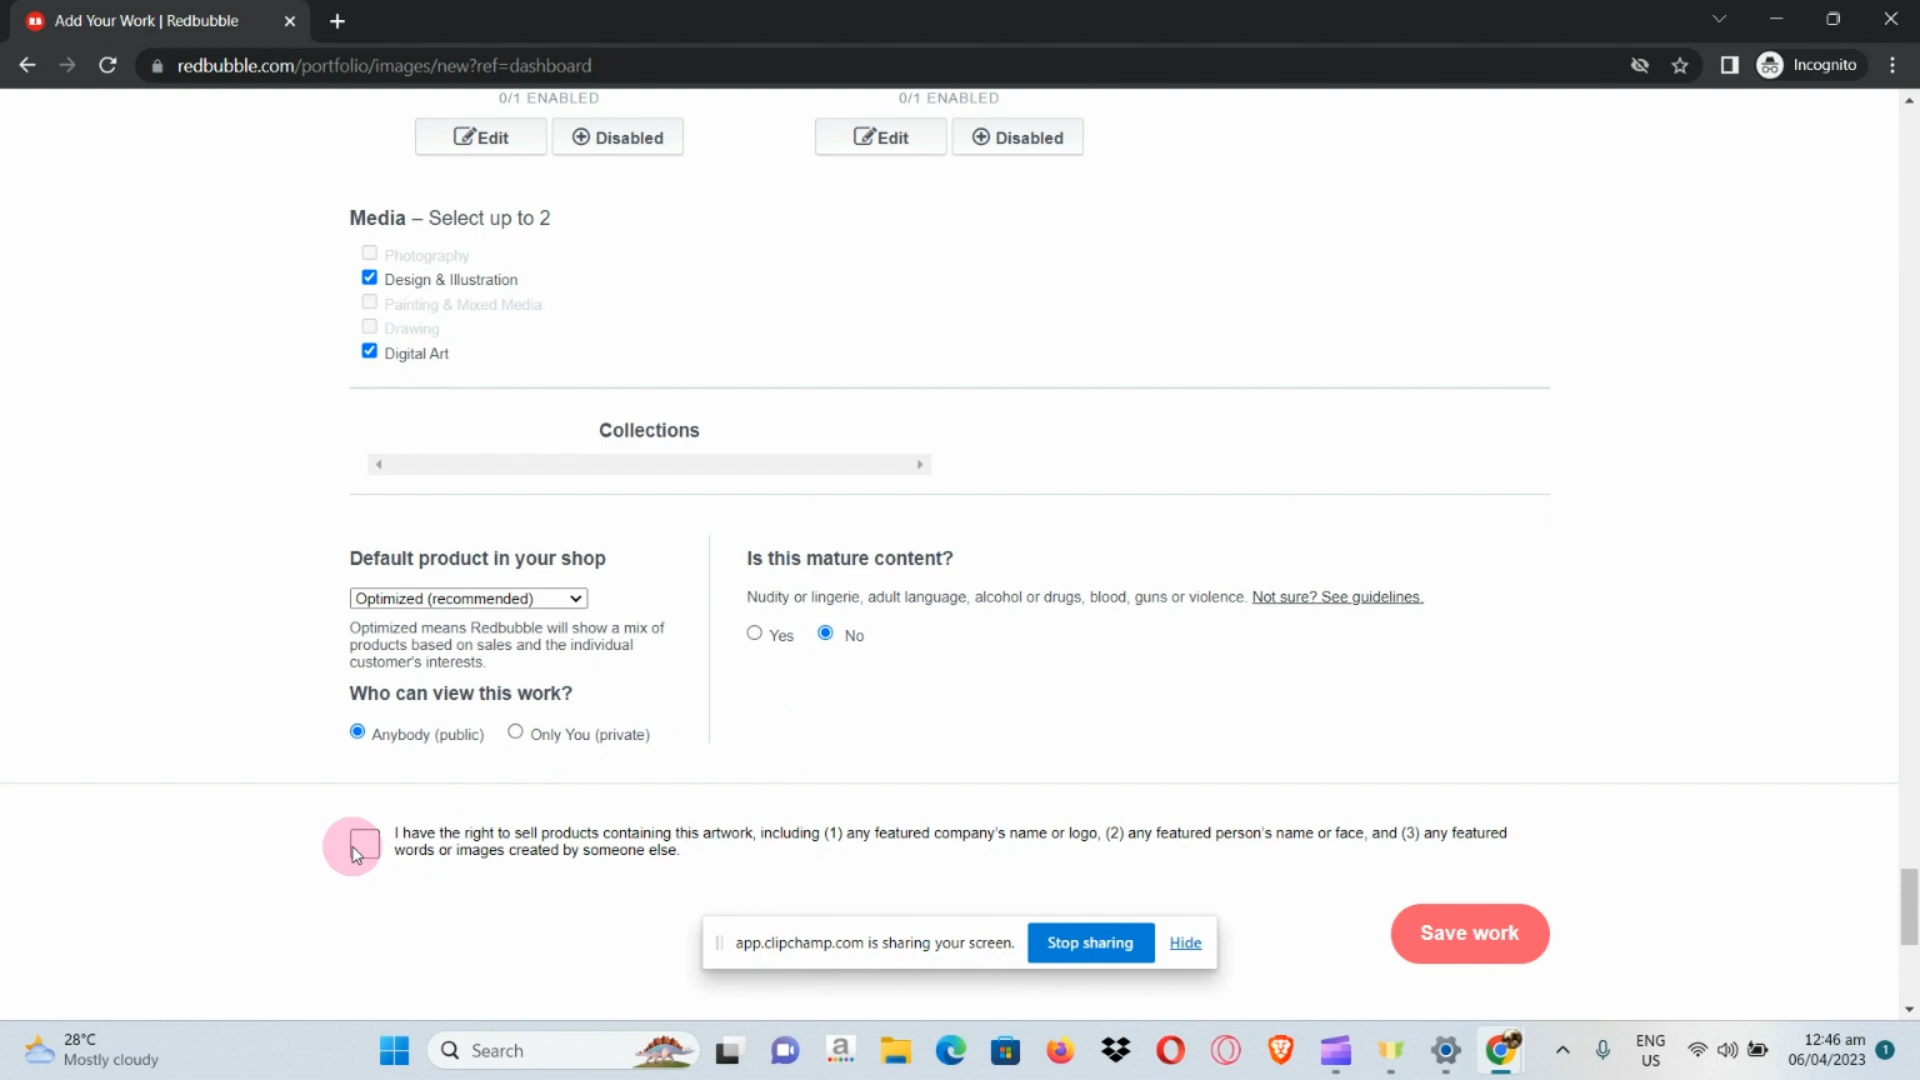 Add Your Work | Redbubble
redbubble.com/portfolio/images/new?ref=dashboard
Incognito
0/1 ENABLED
0/1 ENABLED
Edit
Disabled
Edit
Disabled
Media – Select up to 2
Photography
Design & Illustration
Painting & Mixed Media
Drawing
Digital Art
Collections
Default product in your shop
Optimized (recommended)
Optimized means Redbubble will show a mix of
products based on sales and the individual
customer's interests.
Who can view this work?
Anybody (public)
Only You (private)
Is this mature content?
Nudity or lingerie, adult language, alcohol or drugs, blood, guns or violence. Not sure? See guidelines.
Yes
No
I have the right to sell products containing this artwork, including (1) any featured company's name or logo, (2) any featured person's name or face, and (3) any featured
words or images created by someone else.
app.clipchamp.com is sharing your screen.
Stop sharing
Hide
Save work
28°C
Mostly cloudy
Search
a
ENG
US
12:46 am
06/04/2023
1